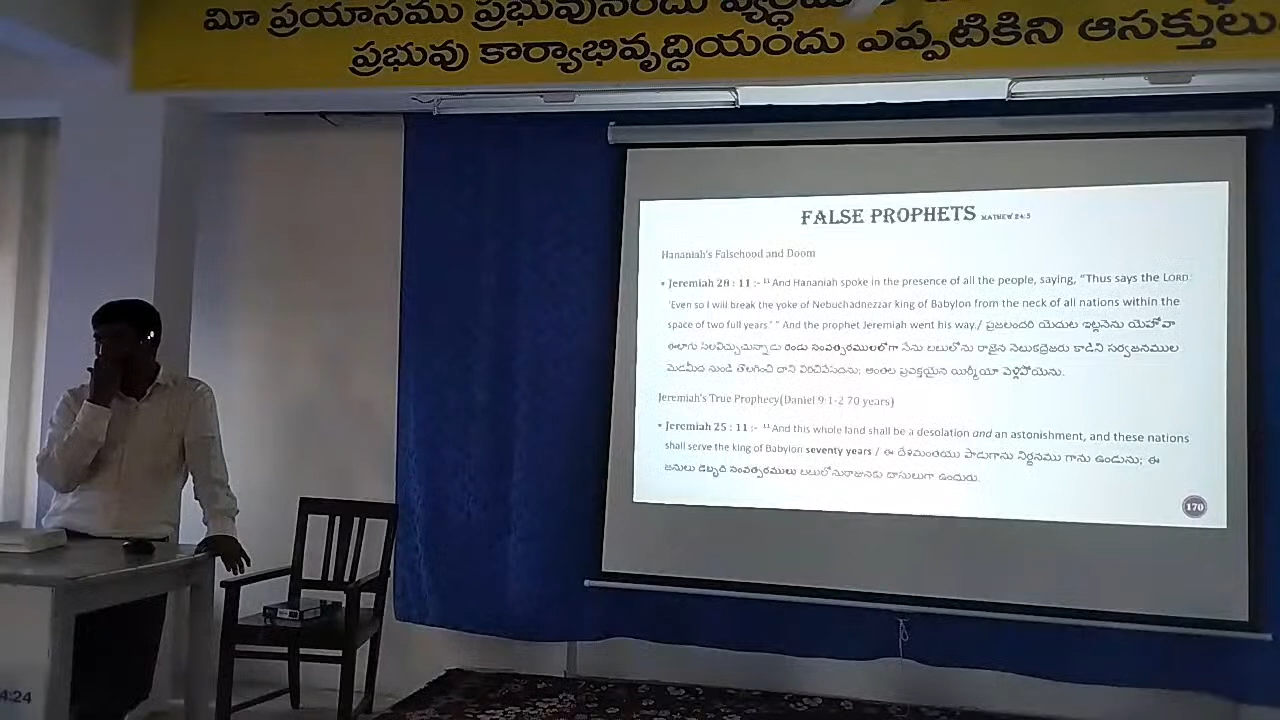 మీ ప్రయాసము ప్రభువునందు వ్యర్థము
ప్రభువు కార్యాభివృద్దియందు ఎప్పటికిని ఆసక్తులు
FALSE PROPHETS MATHEW 24:5
Hananiah's Falsehood and Doom
• Jeremiah 28 : 11 :- 11 And Hananiah spoke in the presence of all the people, saying, "Thus says the LORD:
'Even so I will break the yoke of Nebuchadnezzar king of Babylon from the neck of all nations within the
space of two full years.' " And the prophet Jeremiah went his way./ ప్రజలందరి యెదుట ఇట్లనెను యెహోవా
ఈలాగు సెలవిచ్చుచున్నాడు రెండు సంవత్సరములలోగా నేను బబులోను రాజైన నెబుకద్రెజరు కాడిని సర్వజనముల
మెడమీద నుండి తొలగించి దాని విరిచివేసెదను; అంతట ప్రవక్తయైన యిర్మీయా వెళ్లిపోయెను.
Jeremiah's True Prophecy(Daniel 9:1-2 70 years)
• Jeremiah 25 : 11 :- 11 And this whole land shall be a desolation and an astonishment, and these nations
shall serve the king of Babylon seventy years / ఈ దేశమంతయు పాడుగాను నిర్జనము గాను ఉండును; ఈ
జనులు డెబ్బది సంవత్సరములు బబులోనురాజునకు దాసులుగా ఉందురు.
170
4:24